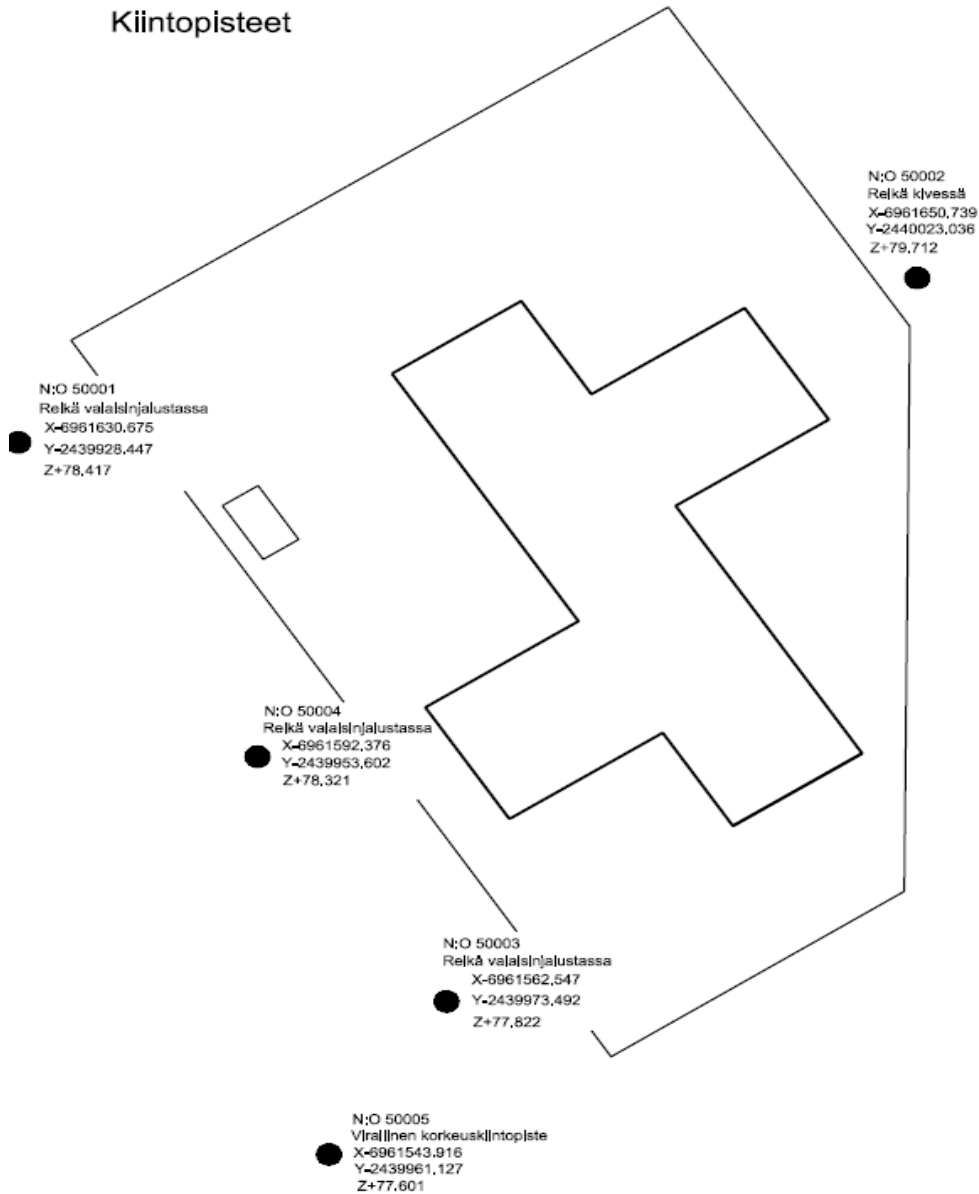 Kiintopisteet
N:O 50002
Reikä kivessä
X-6961650,739
Y-2440023,036
Z+79,712
N:O 50001
Reikä valaisinjalustassa
X-6961630,675
Y-2439928,447
Z+78,417
N:O 50004
Reikä valaisinjalustassa
X-6961592,376
Y-2439953,602
Z+78,321
N:O 50003
Reikä valaisinjalustassa
X-6961562,547
Y-2439973,492
Z+77,822
N:O 50005
Virallinen korkeuskiintopiste
X-6961543,916
Y-2439961,127
Z+77,601